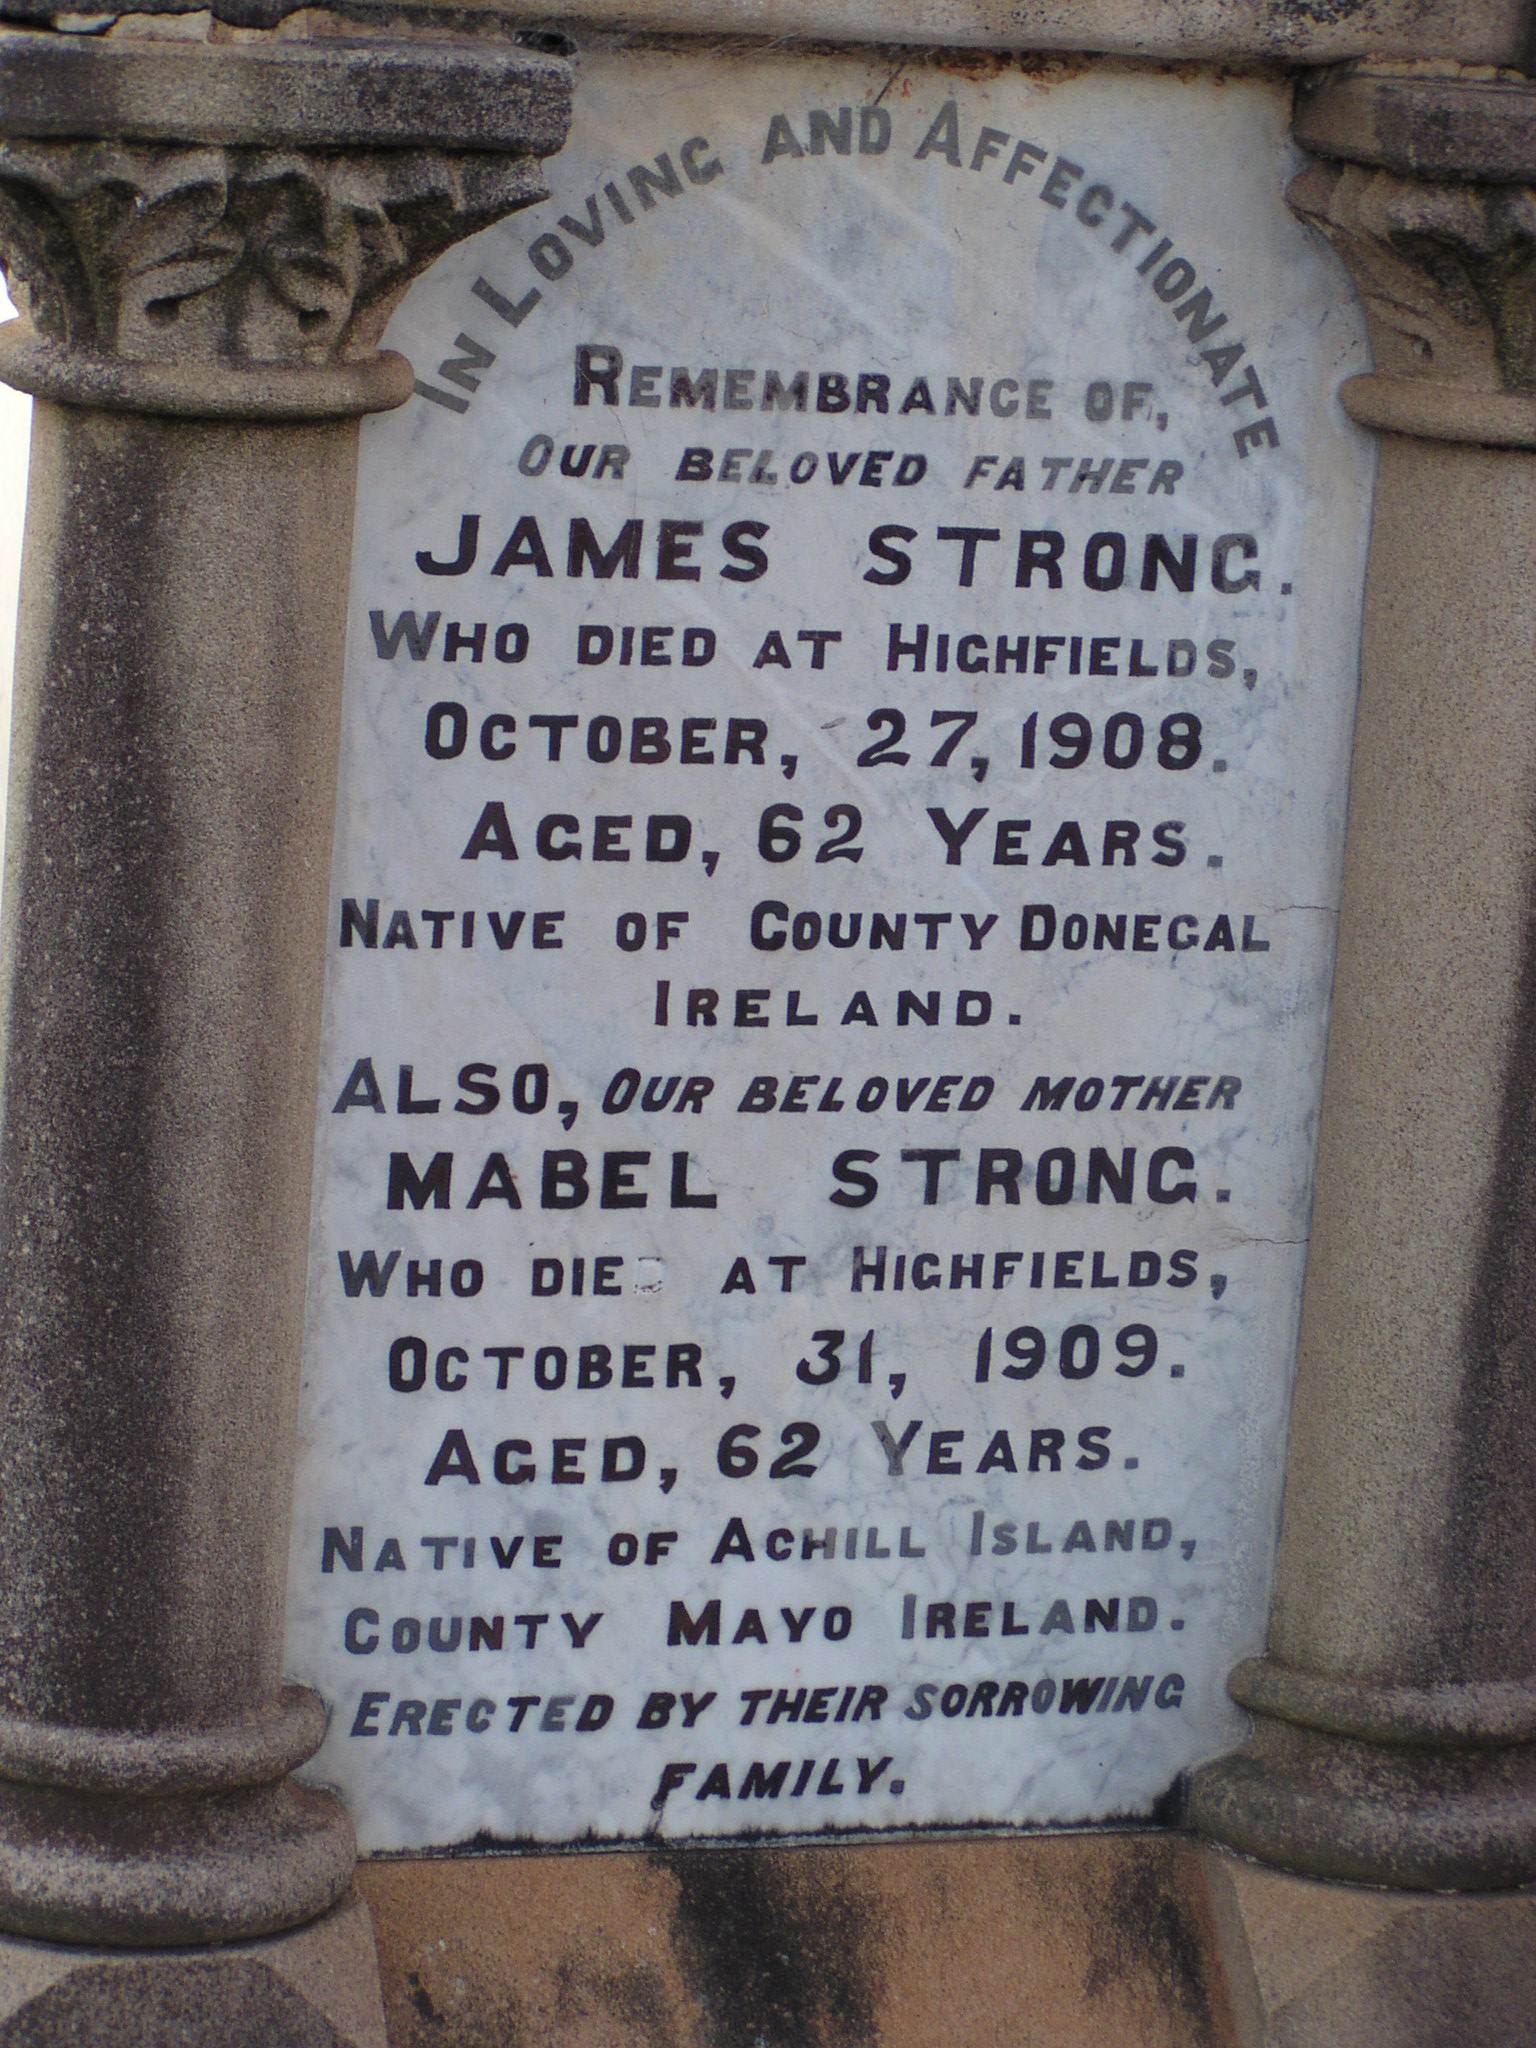 In Loving and Affectionate
Remembrance of,
Our beloved father
JAMES STRONG.
Who died at Highfields,
October, 27, 1908.
Aged, 62 Years.
Native of County Donegal
Ireland.
ALSO, Our beloved mother
MABEL STRONG.
Who died at Highfields,
October, 31, 1909.
Aged, 62 Years.
Native of Achill Island,
County Mayo Ireland.
Erected by their sorrowing
family.